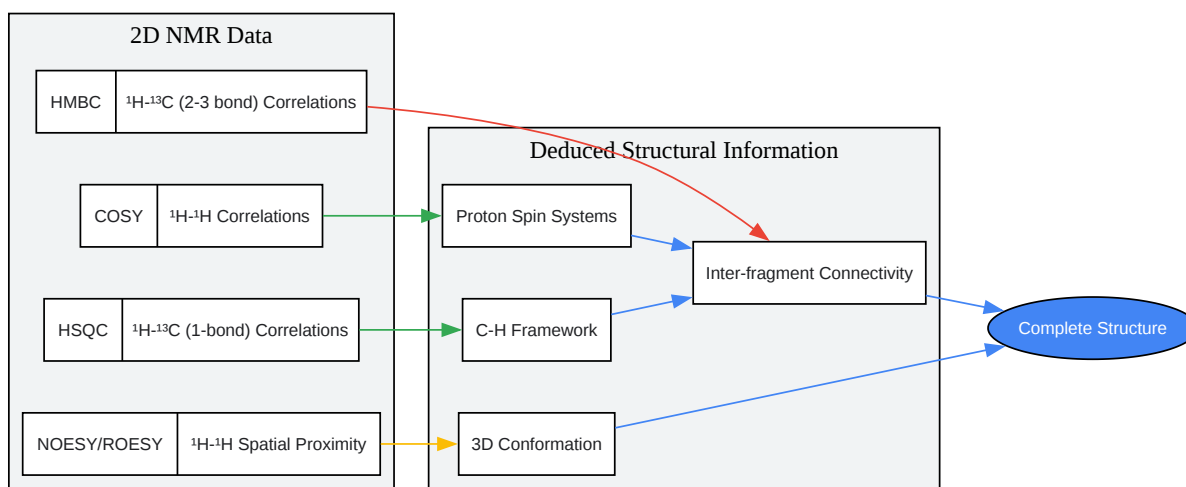 2D NMR Data
HMBC
¹H-¹³C (2-3 bond) Correlations
COSY
¹H-¹H Correlations
HSQC
¹H-¹³C (1-bond) Correlations
NOESY/ROESY
¹H-¹H Spatial Proximity
Deduced Structural Information
Proton Spin Systems
Inter-fragment Connectivity
C-H Framework
3D Conformation
Complete Structure